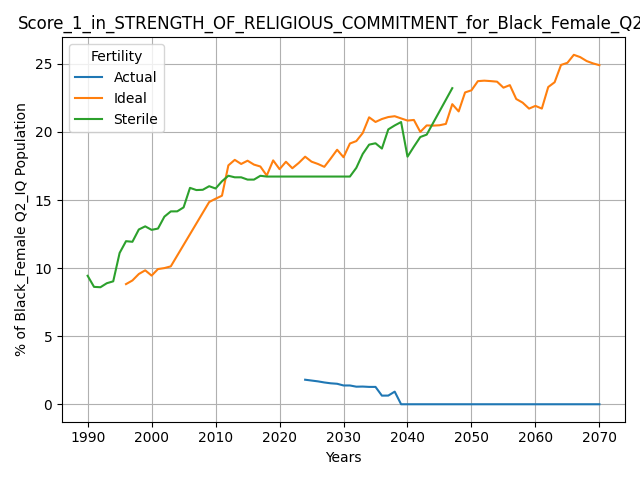 Score_1_in_STRENGTH_OF_RELIGIOUS_COMMITMENT_for_Black_Female_Q2
Fertility
Actual
Ideal
Sterile
% of Black_Female Q2_IQ Population
25
20
15
10
5
0
1990 2000 2010 2020 2030 2040 2050 2060 2070
Years